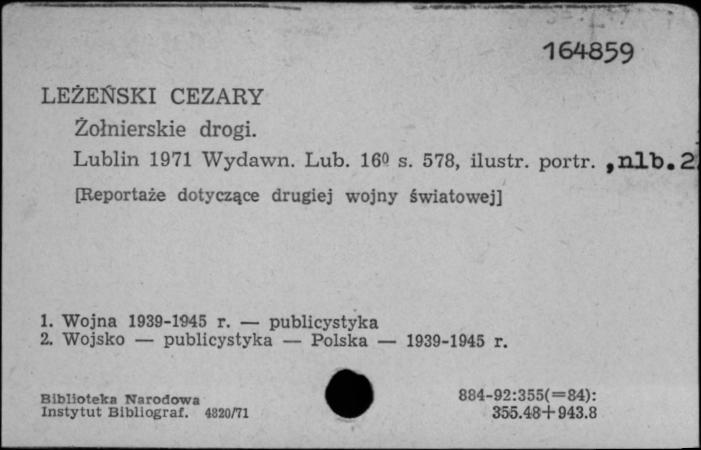 164859
LEŻEŃSKI CEZARY
Żołnierskie drogi.
Lublin 1971 Wydawn. Lub. 16º s. 578, ilustr. portr. ,nlb.2
[Reportaże dotyczące drugiej wojny światowej]
1. Wojna 1939-1945 r. — publicystyka
2. Wojsko — publicystyka — Polska — 1939-1945 r.
Biblioteka Narodowa
Instytut Bibliograf. 4820/71
884-92:355(=84):
355.48+943.8